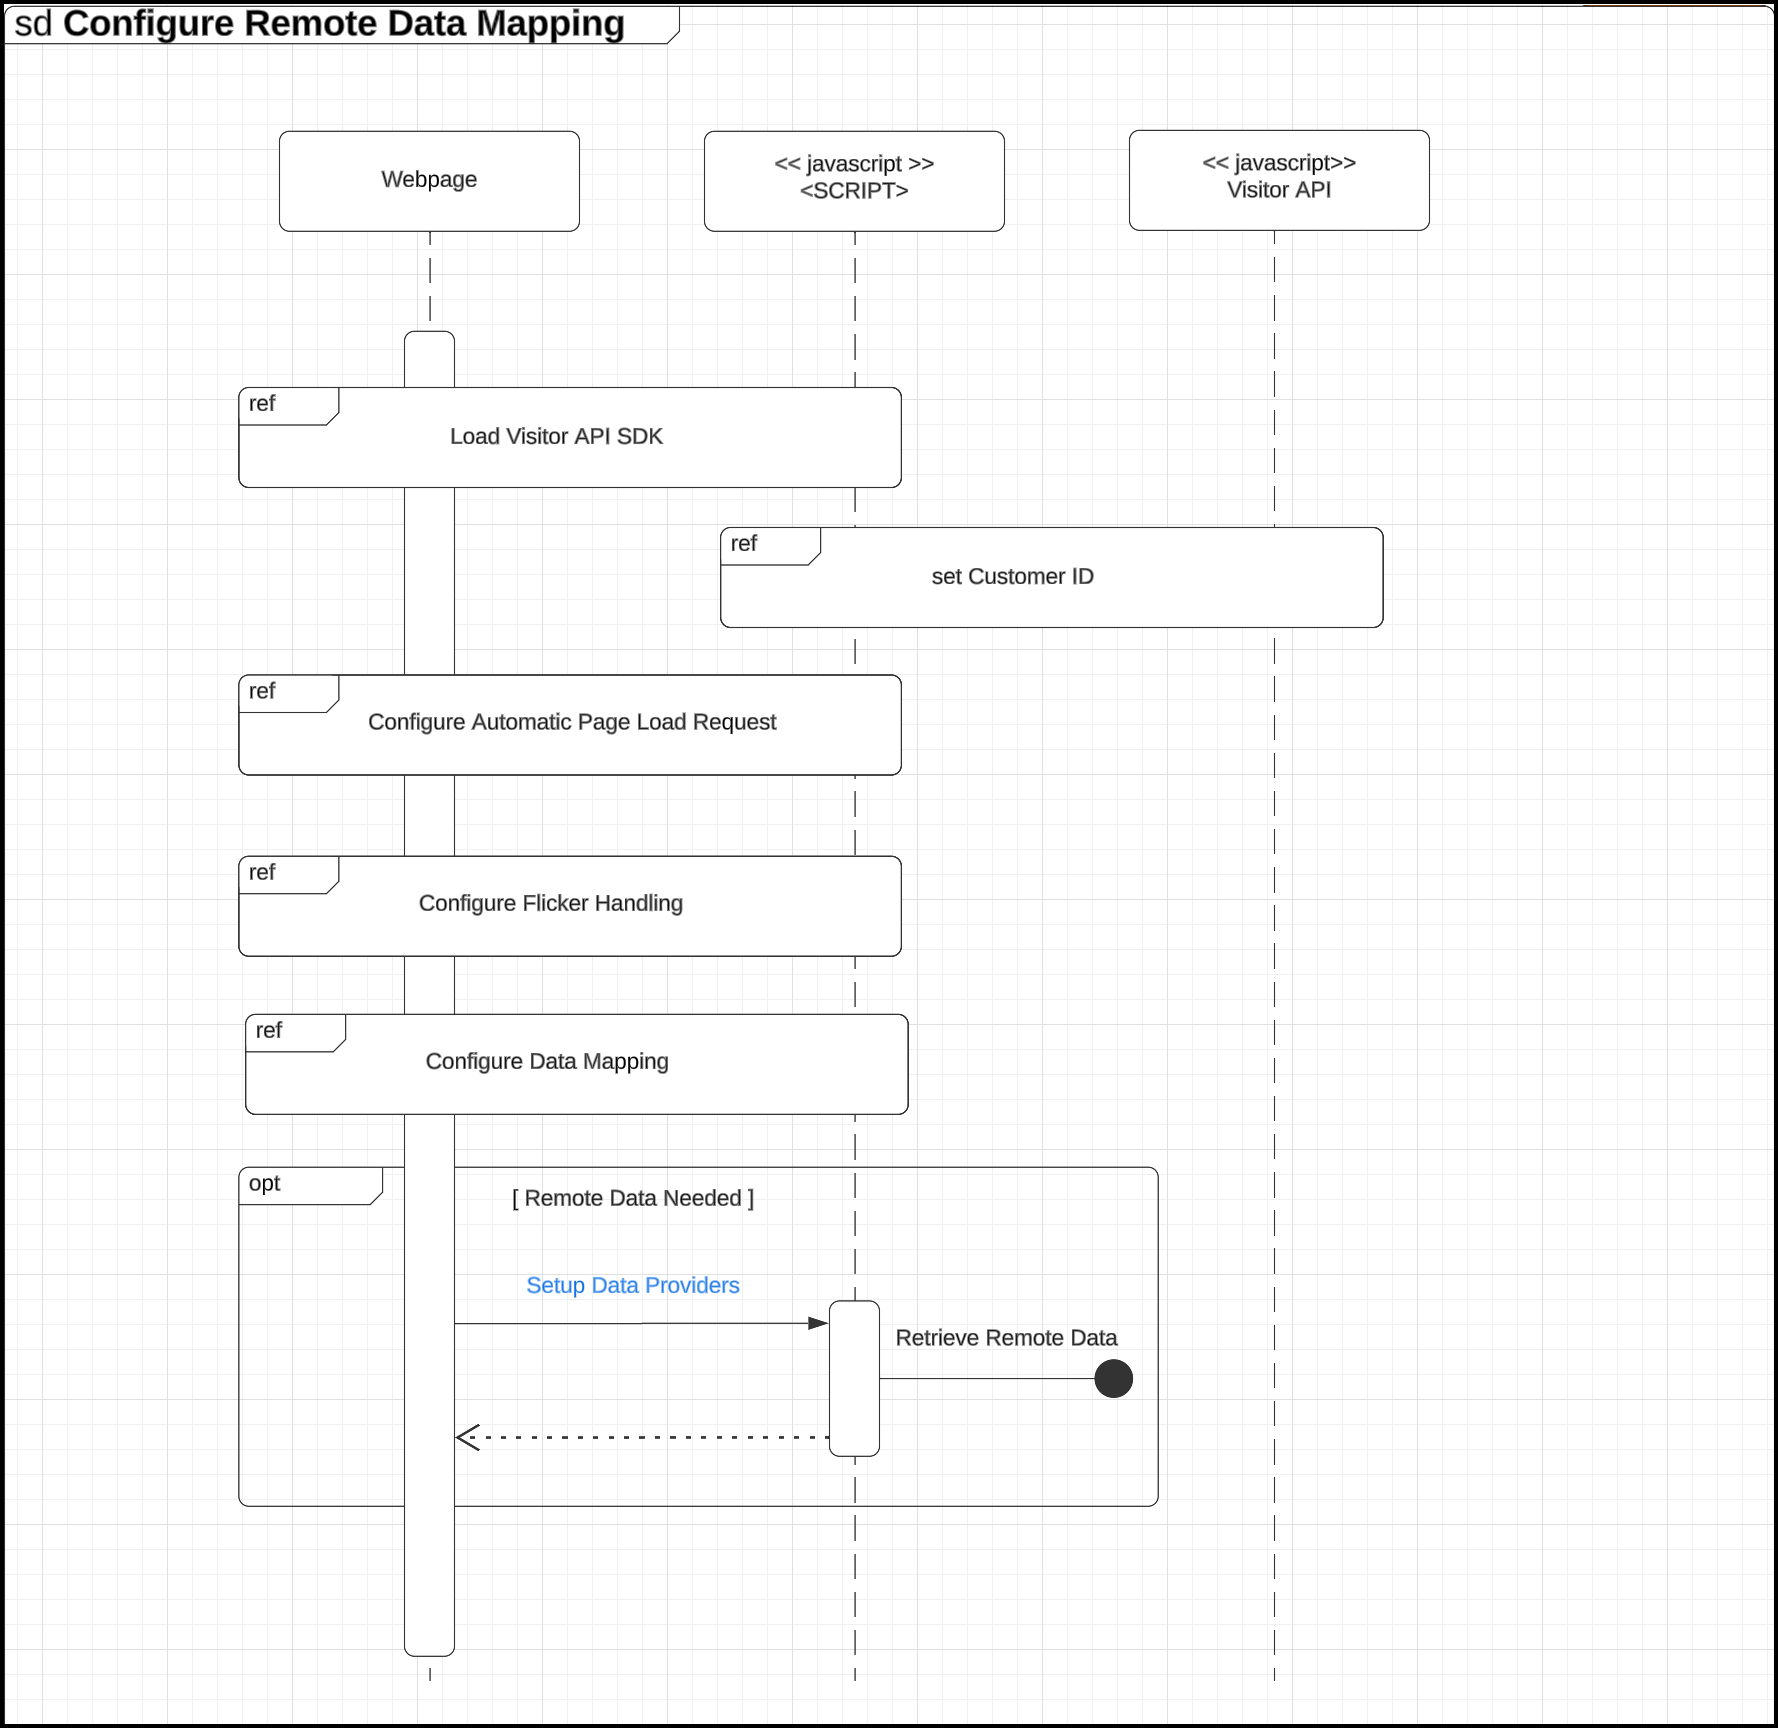 sd Configure Remote Data Mapping
Webpage
<< javascript >>
<SCRIPT>
<< javascript>>
Visitor API
ref
Load Visitor API SDK
ref
set Customer ID
ref
Configure Automatic Page Load Request
ref
Configure Flicker Handling
ref
Configure Data Mapping
opt
[ Remote Data Needed ]
Setup Data Providers
Retrieve Remote Data